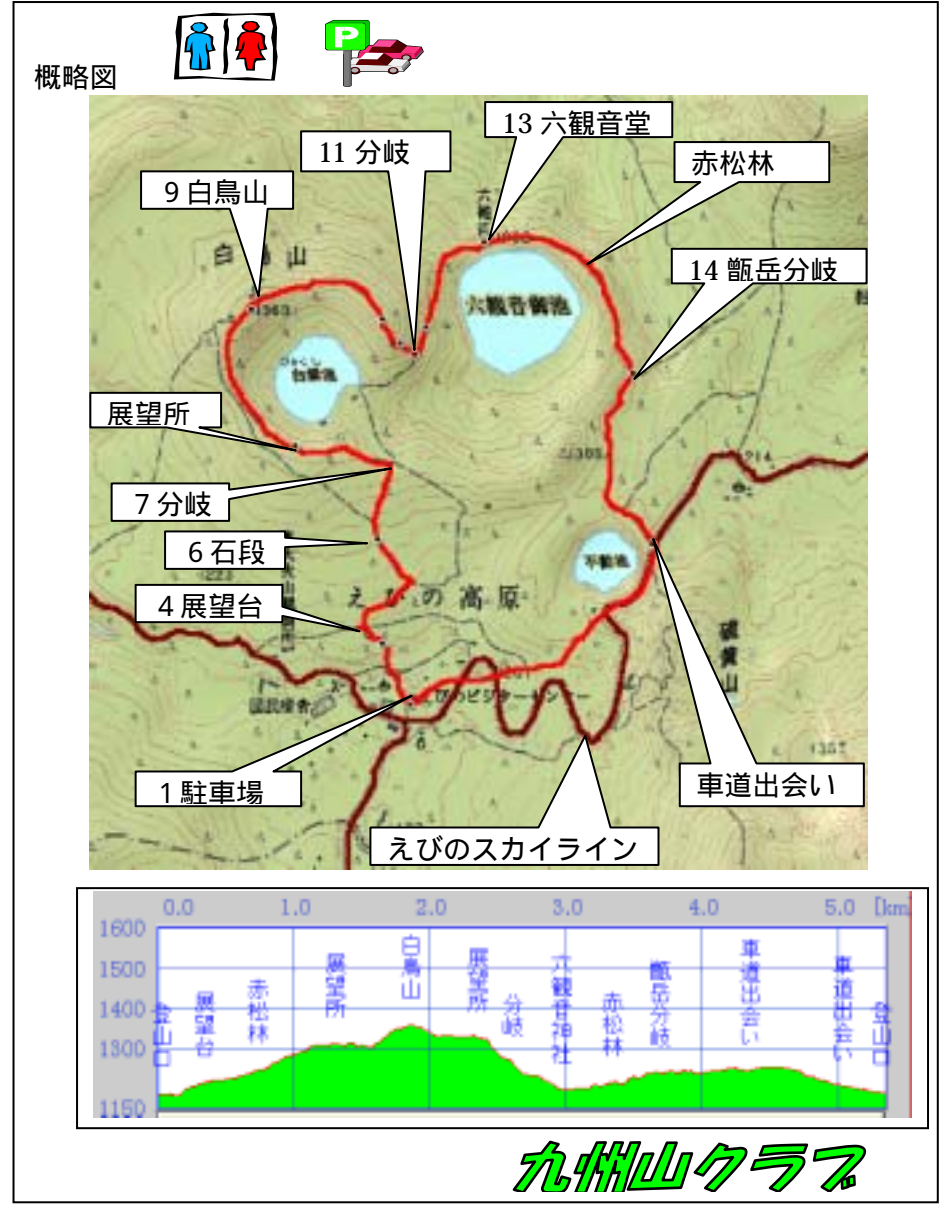 P
概略図
13 六観音堂
11 分岐
赤松林
9 白鳥山
白鳥山
14 甑岳分岐
六観音御池
白紫池
展望所
7 分岐
6 石段
不動池
4 展望台
えびの高原
硫黄山
1 駐車場
車道出会い
えびのスカイライン
0.0 1.0 2.0 3.0 4.0 5.0 [km
1600
1500
1400
1300
1150
登山口
展望台
赤松林
展望所
白鳥山
展望所
分岐
六観音神社
赤松林
甑岳分岐
車道出会い
車道出会い
登山口
九州山クラブ